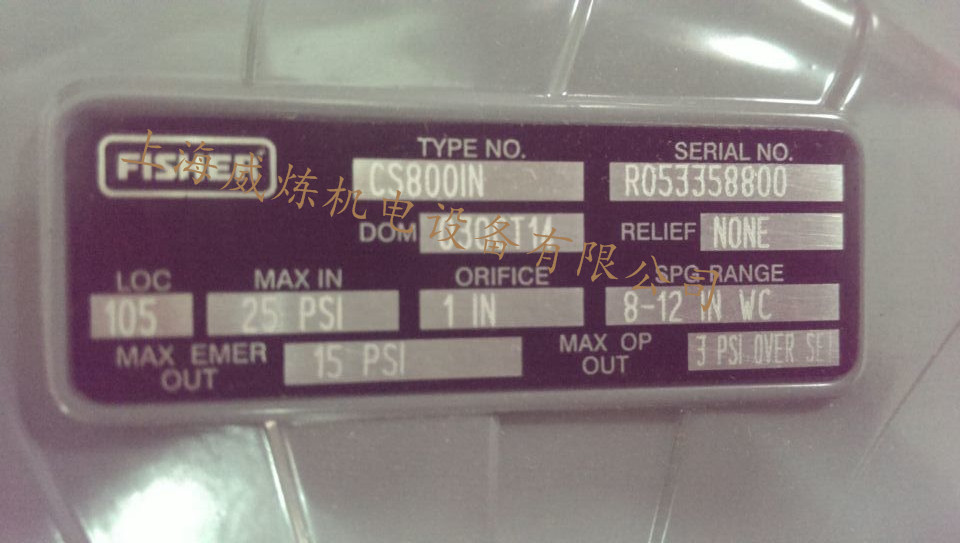 FISHER
TYPE NO.
CS800IN
SERIAL NO.
R053358800
DOM
RELIEF NONE
LOC
105
MAX IN
25 PSI
ORIFICE
1 IN
SPG RANGE
8-12 IN WC
MAX EMER OUT
15 PSI
MAX OP OUT
3 PSI OVER SET
上海威炼机电设备有限公司